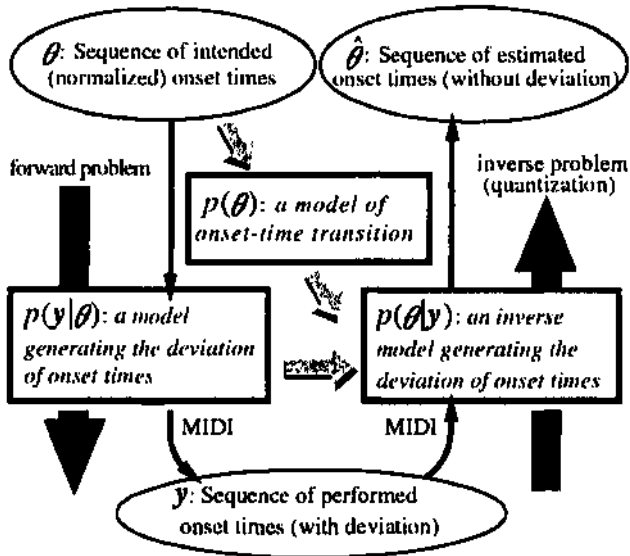 θ: Sequence of intended
(normalized) onset times
θ̂: Sequence of estimated
onset times (without deviation)
forward problem
inverse problem
(quantization)
p(θ): a model of
onset-time transition
p(y|θ): a model
generating the deviation
of onset times
p(θ|y): an inverse
model generating the
deviation of onset times
MIDI
MIDI
y: Sequence of performed
onset times (with deviation)